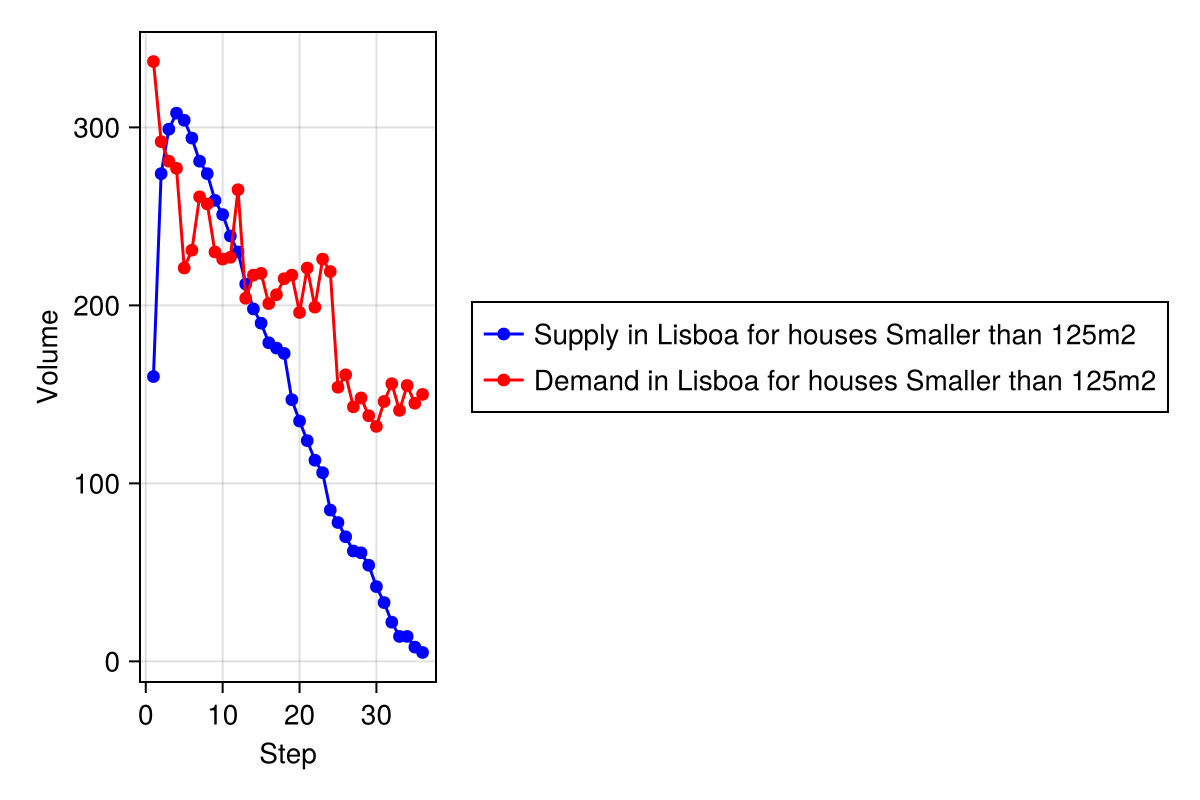 300
200
100
0
Volume
0 10 20 30
Step
Supply in Lisboa for houses Smaller than 125m2
Demand in Lisboa for houses Smaller than 125m2